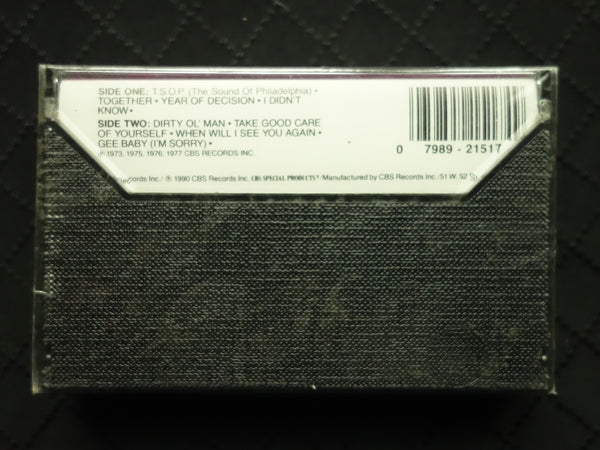 SIDE ONE: T.S.O.P. (The Sound Of Philadelphia) •
TOGETHER • YEAR OF DECISION • I DIDN'T
KNOW •
SIDE TWO: DIRTY OL' MAN • TAKE GOOD CARE
OF YOURSELF • WHEN WILL I SEE YOU AGAIN •
GEE BABY (I'M SORRY) •
℗ 1973, 1975, 1976, 1977 CBS RECORDS INC.
Records Inc./ ℗ 1990 CBS Records Inc. CBS SPECIAL PRODUCTS®/Manufactured by CBS Records Inc./51 W. 52
0 7989 - 21517